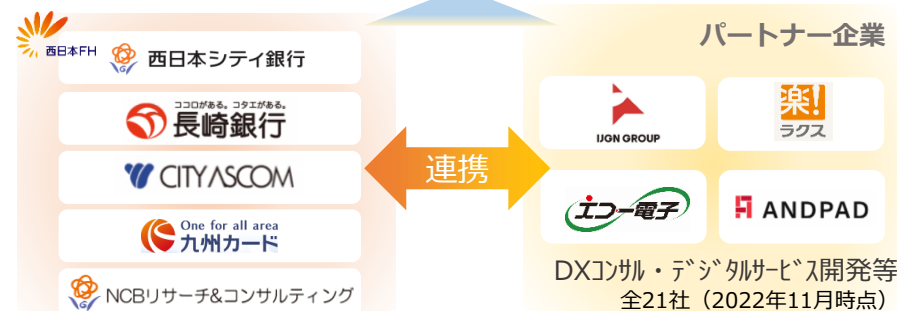 西日本FH
西日本シティ銀行
ココロがある。コタエがある。
長崎銀行
CITYASCOM
One for all area
九州カード
NCBリサーチ&コンサルティング
連携
パートナー企業
IJGN GROUP
楽!
ラクス
エコー電子
ANDPAD
DXｺﾝｻﾙ・ﾃﾞｼﾞﾀﾙｻｰﾋﾞｽ開発等
全21社（2022年11月時点）